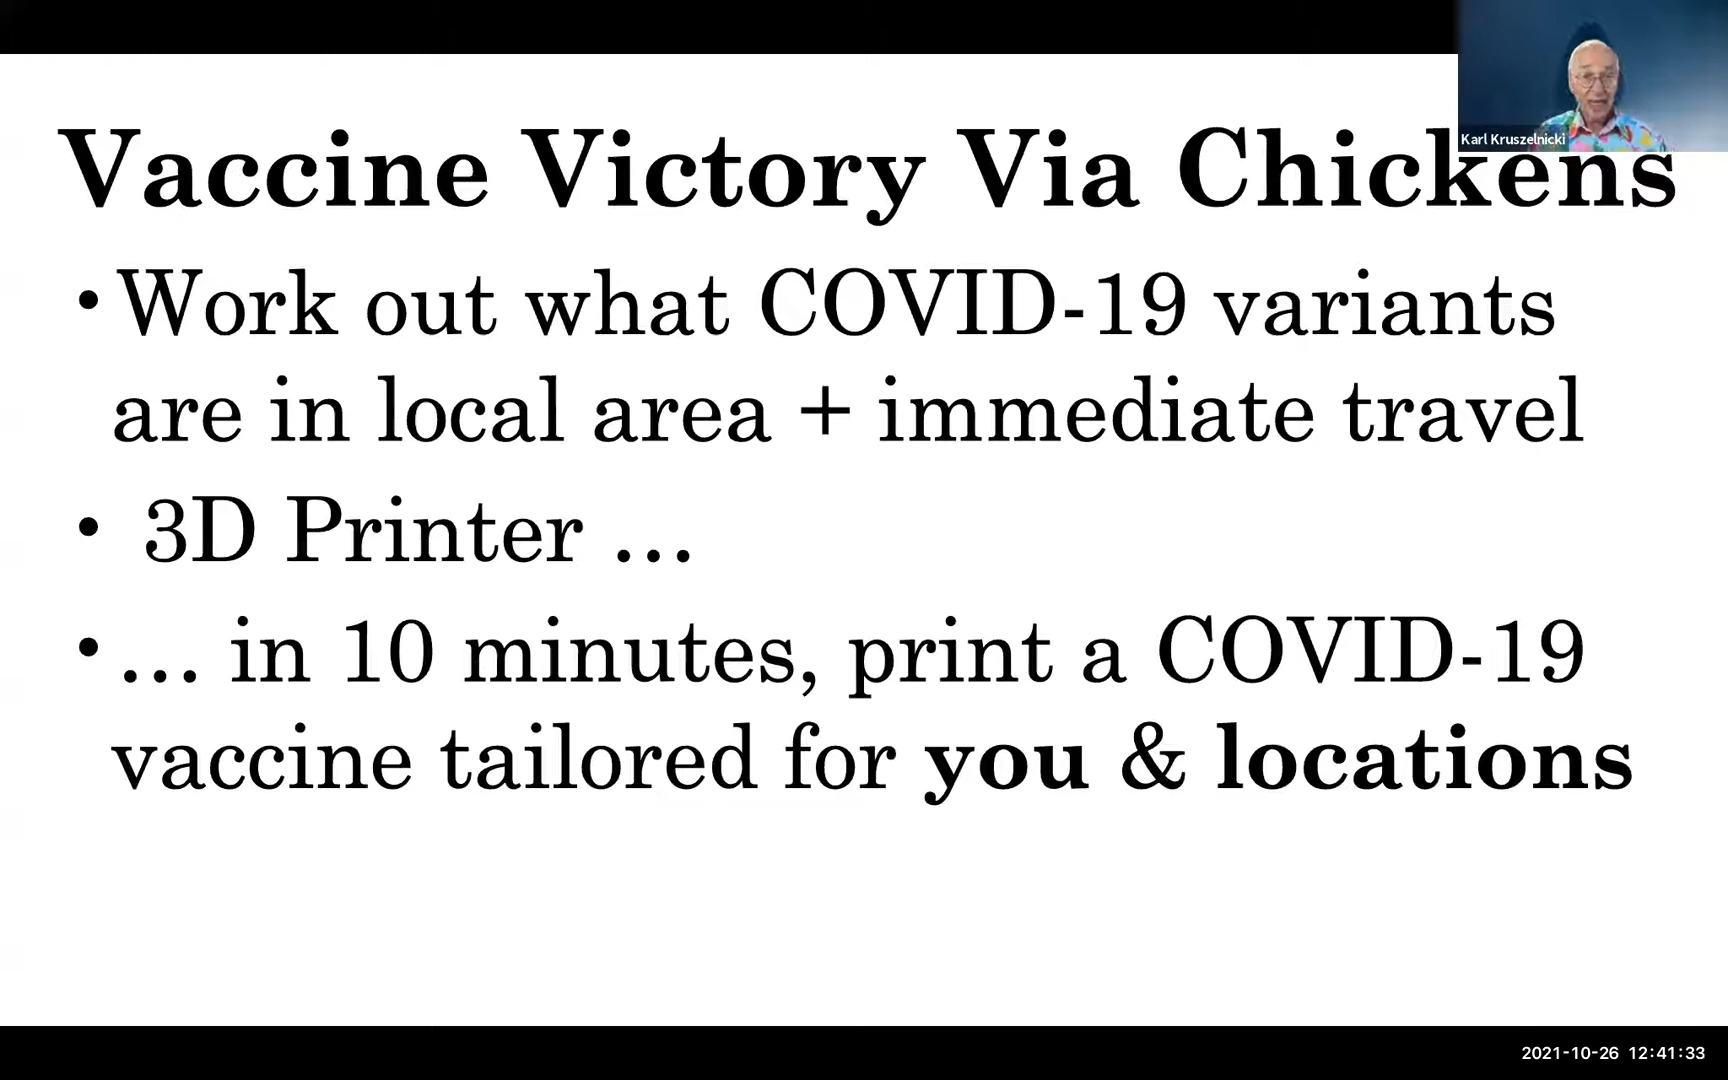 Karl Kruszelnicki
Vaccine Victory Via Chickens
• Work out what COVID-19 variants
are in local area + immediate travel
• 3D Printer ...
• ... in 10 minutes, print a COVID-19
vaccine tailored for you & locations
2021-10-26 12:41:33